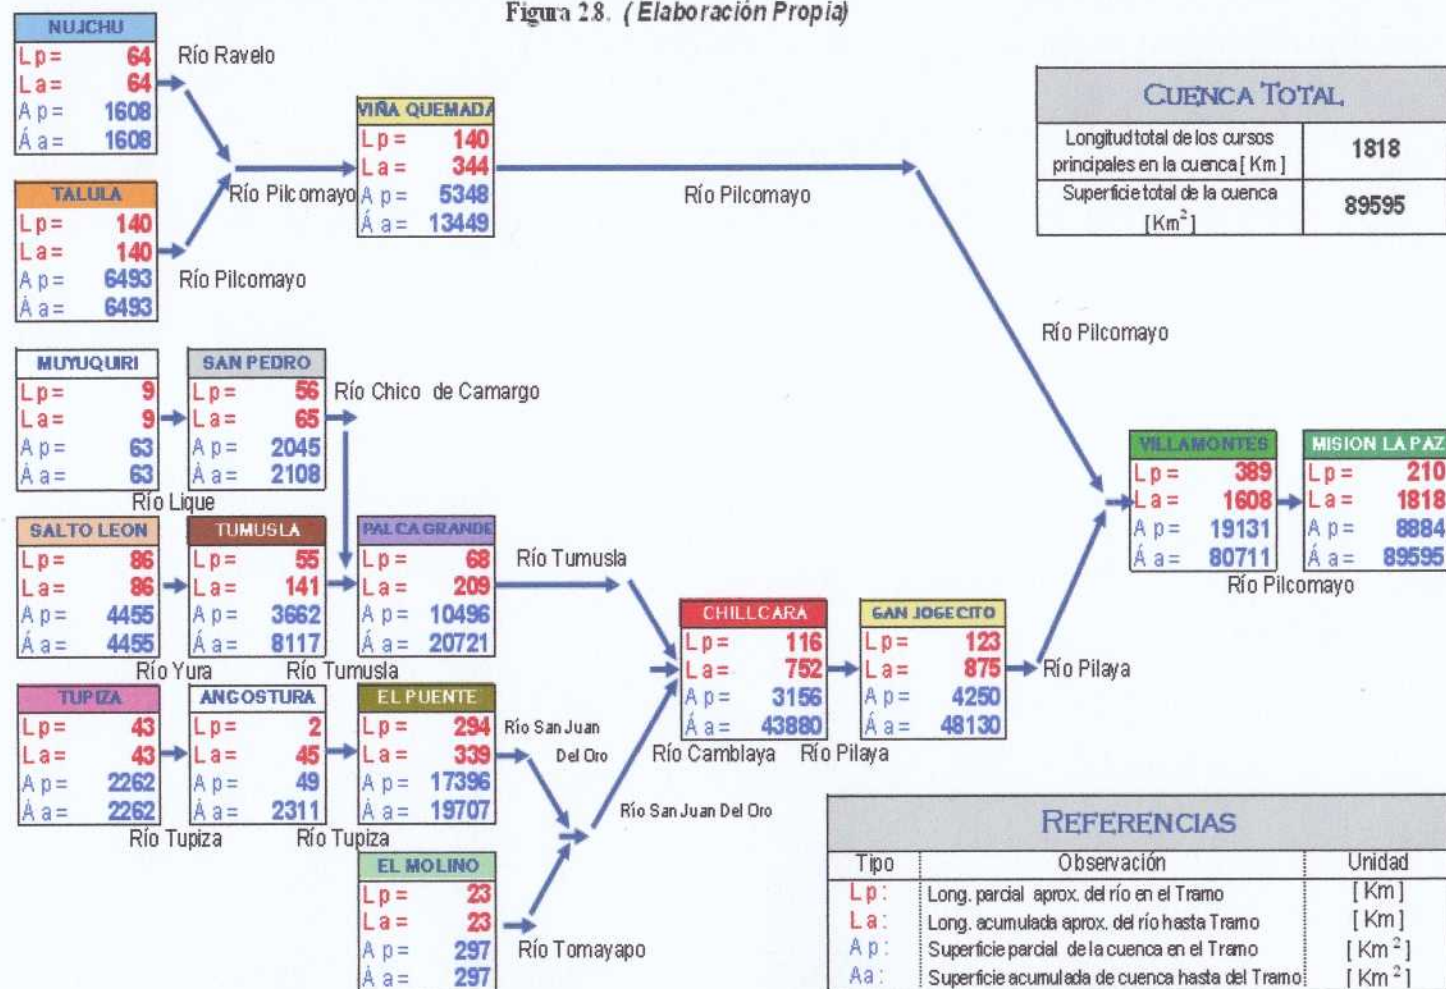 Figura 2.8. ( Elaboración Propia)
NUJCHU
Lp= 64
La= 64
Ap= 1608
Áa= 1608
Río Ravelo
TALULA
Lp= 140
La= 140
Ap= 6493
Áa= 6493
Río Pilcomayo
Río Pilcomayo
VIÑA QUEMADA
Lp= 140
La= 344
Ap= 5348
Áa= 13449
Río Pilcomayo
CUENCA TOTAL
Longitud total de los cursos principales en la cuenca [ Km ] 1818
Superficie total de la cuenca [Km²] 89595
Río Pilcomayo
MUYUQUIRI
Lp= 9
La= 9
Ap= 63
Áa= 63
Río Lique
SAN PEDRO
Lp= 56
La= 65
Ap= 2045
Áa= 2108
Río Chico de Camargo
SALTO LEON
Lp= 86
La= 86
Ap= 4455
Áa= 4455
Río Yura
TUMUSLA
Lp= 55
La= 141
Ap= 3662
Áa= 8117
Río Tumusla
PALCA GRANDE
Lp= 68
La= 209
Ap= 10496
Áa= 20721
Río Tumusla
TUPIZA
Lp= 43
La= 43
Ap= 2262
Áa= 2262
Río Tupiza
ANGOSTURA
Lp= 2
La= 45
Ap= 49
Áa= 2311
Río Tupiza
EL PUENTE
Lp= 294
La= 339
Ap= 17396
Áa= 19707
Río San Juan
Del Oro
EL MOLINO
Lp= 23
La= 23
Ap= 297
Áa= 297
Río Tomayapo
Río San Juan Del Oro
CHILLCARA
Lp= 116
La= 752
Ap= 3156
Áa= 43880
Río Camblaya
SAN JOSECITO
Lp= 123
La= 875
Ap= 4250
Áa= 48130
Río Pilaya
Río Pilaya
VILLAMONTES
Lp= 389
La= 1608
Ap= 19131
Áa= 80711
MISION LA PAZ
Lp= 210
La= 1818
Ap= 8884
Áa= 89595
Río Pilcomayo
REFERENCIAS
Tipo Observación Unidad
Lp: Long. parcial aprox. del río en el Tramo [ Km ]
La: Long. acumulada aprox. del río hasta Tramo [ Km ]
Ap: Superficie parcial de la cuenca en el Tramo [ Km ² ]
Aa: Superficie acumulada de cuenca hasta del Tramo [ Km ² ]